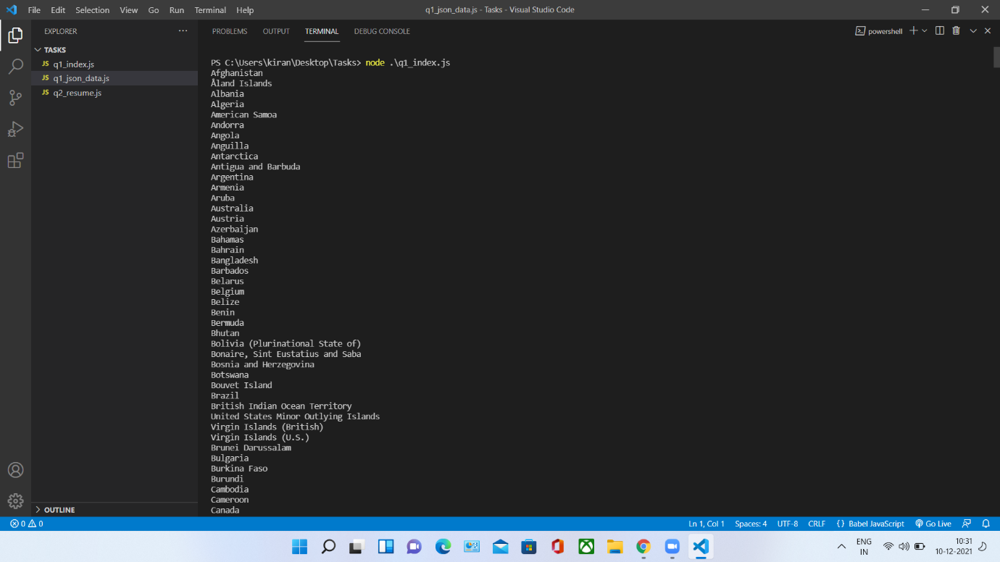 File Edit Selection View Go Run Terminal Help q1_json_data.js - Tasks - Visual Studio Code
EXPLORER
TASKS
JS q1_index.js
JS q1_json_data.js
JS q2_resume.js
OUTLINE
PROBLEMS OUTPUT TERMINAL DEBUG CONSOLE powershell
PS C:\Users\kiran\Desktop\Tasks> node .\q1_index.js
Afghanistan
Åland Islands
Albania
Algeria
American Samoa
Andorra
Angola
Anguilla
Antarctica
Antigua and Barbuda
Argentina
Armenia
Aruba
Australia
Austria
Azerbaijan
Bahamas
Bahrain
Bangladesh
Barbados
Belarus
Belgium
Belize
Benin
Bermuda
Bhutan
Bolivia (Plurinational State of)
Bonaire, Sint Eustatius and Saba
Bosnia and Herzegovina
Botswana
Bouvet Island
Brazil
British Indian Ocean Territory
United States Minor Outlying Islands
Virgin Islands (British)
Virgin Islands (U.S.)
Brunei Darussalam
Bulgaria
Burkina Faso
Burundi
Cambodia
Cameroon
Canada
0 0 Ln 1, Col 1 Spaces: 4 UTF-8 CRLF {} Babel JavaScript Go Live
ENG
IN
10:31
10-12-2021